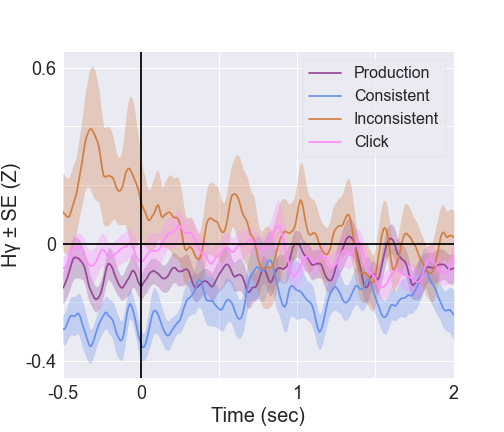 Production
Consistent
Inconsistent
Click
0.6
0
-0.4
Hγ ± SE (Z)
-0.5
0
1
2
Time (sec)